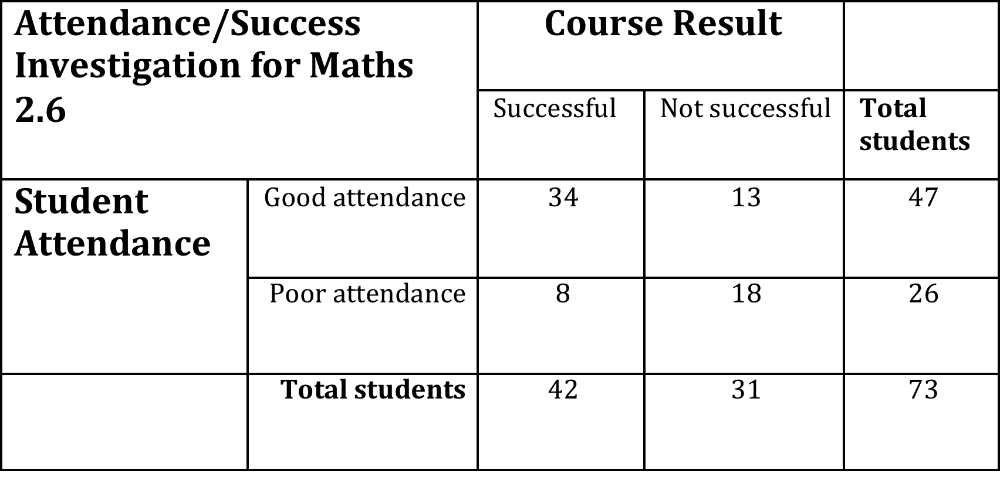 Attendance/Success
Investigation for Maths
2.6
Course Result
Successful
Not successful
Total
students
Student
Attendance
Good attendance
34
13
47
Poor attendance
8
18
26
Total students
42
31
73